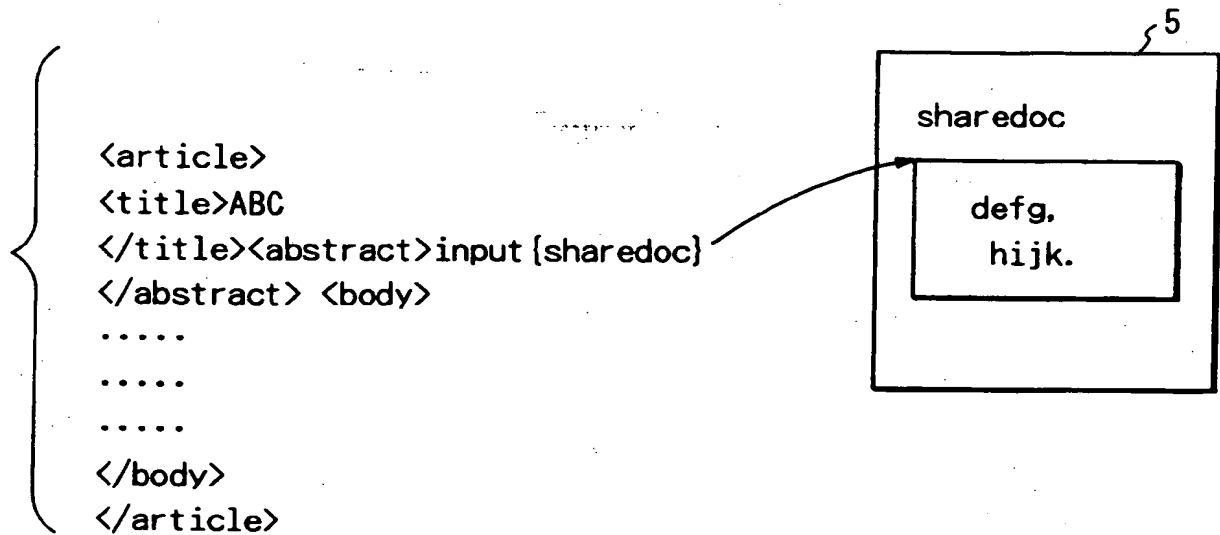 <article>
<title>ABC
</title><abstract>input{sharedoc}
</abstract> <body>
.....
.....
.....
</body>
</article>
5
sharedoc
defg,
hijk.